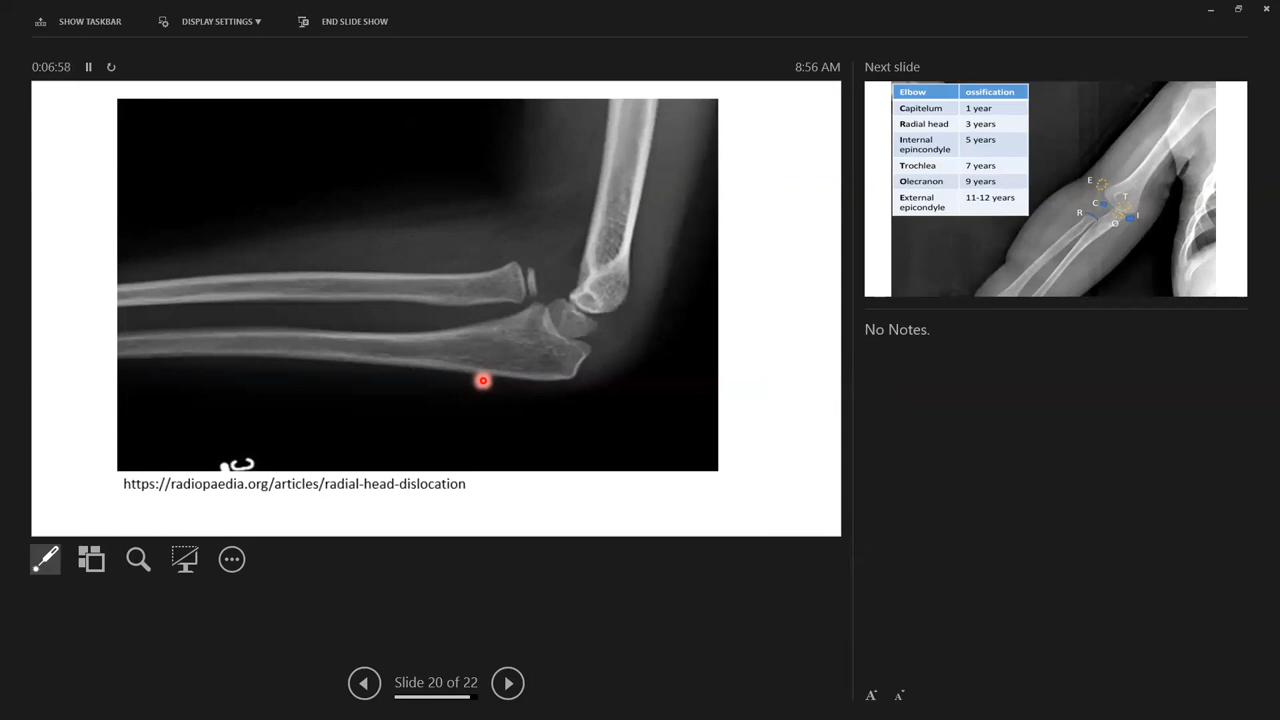 SHOW TASKBAR
DISPLAY SETTINGS ▼
END SLIDE SHOW
0:06:58
8:56 AM
https://radiopaedia.org/articles/radial-head-dislocation
Slide 20 of 22
Next slide
Elbow ossification
Capitelum 1 year
Radial head 3 years
Internal 5 years
epincondyle
Trochlea 7 years
Olecranon 9 years
External 11-12 years
epicondyle
E
T
C
R
I
O
No Notes.
A
A